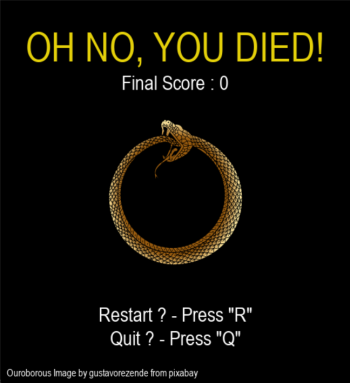 OH NO, YOU DIED!
Final Score : 0
Restart ? - Press "R"
Quit ? - Press "Q"
Ouroborous Image by gustavorezende from pixabay